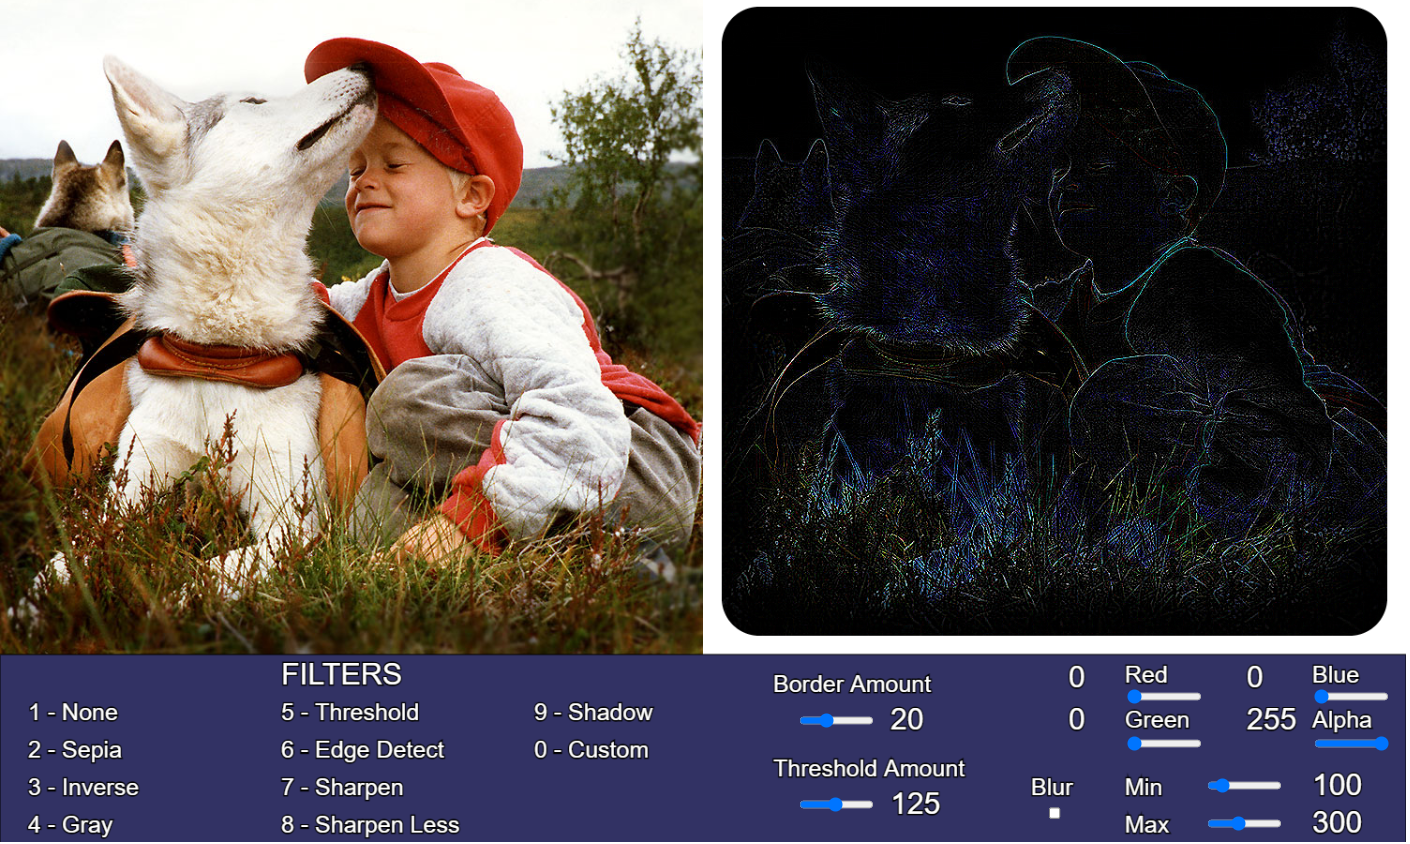 FILTERS
1 - None
2 - Sepia
3 - Inverse
4 - Gray
5 - Threshold
6 - Edge Detect
7 - Sharpen
8 - Sharpen Less
9 - Shadow
0 - Custom
Border Amount
20
Threshold Amount
125
Blur
0 Red
0 Green
0 Blue
255 Alpha
Min 100
Max 300